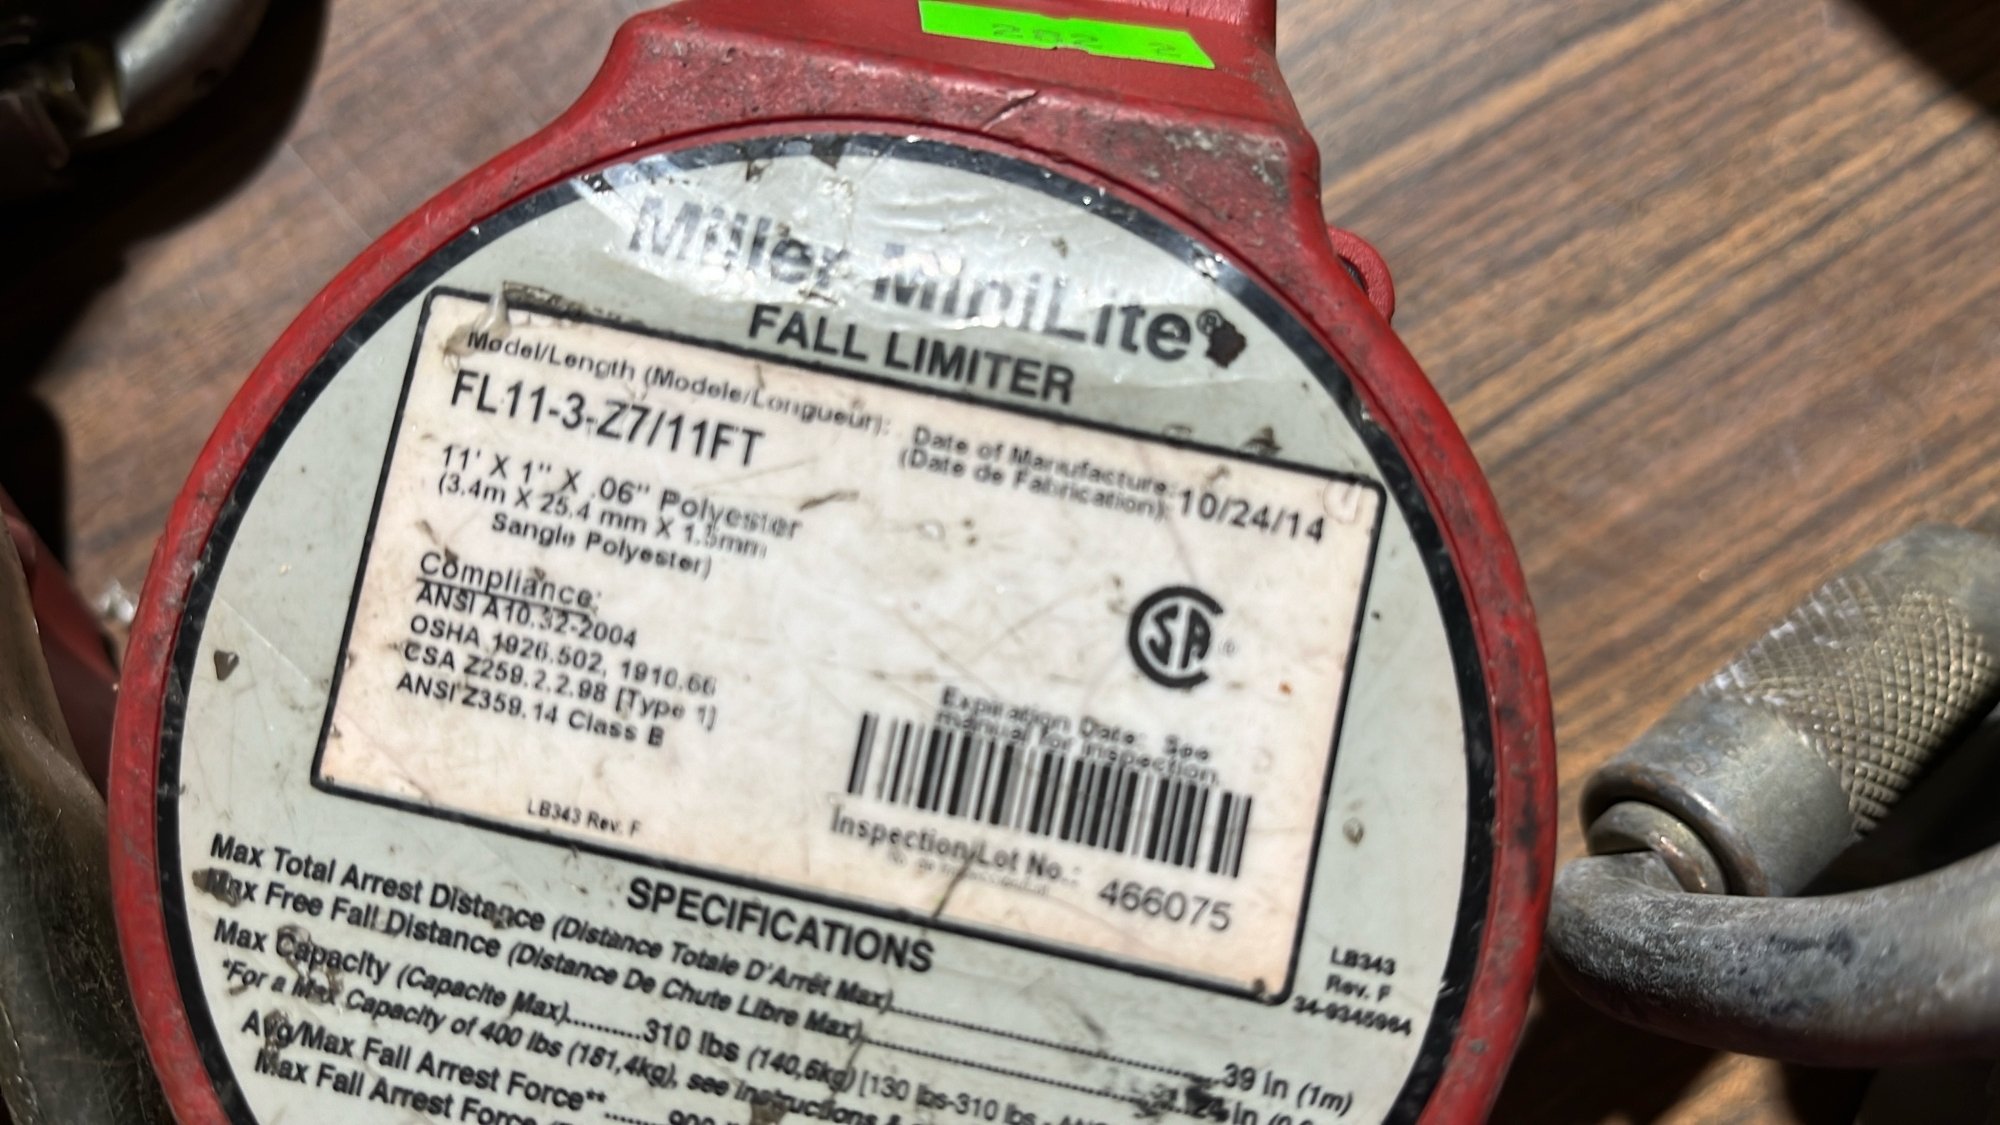 Miller MiniLite®
FALL LIMITER
Model/Length (Modele/Longueur):
FL11-3-Z7/11FT
Date of Manufacture:
(Date de Fabrication):
10/24/14
11' X 1" X .06" Polyester
(3.4m X 25.4 mm X 1.5mm
Sangle Polyester)
Compliance:
ANSI A10.32-2004
OSHA 1926.502, 1910.66
CSA Z259.2.2.98 [Type 1]
ANSI Z359.14 Class B
Expiration Date: See
manual for inspection
Inspection/Lot No.: 466075
LB343 Rev. F
LB343
Rev. F
SPECIFICATIONS
Max Total Arrest Distance (Distance Totale D'Arrêt Max)..........39 in (1m)
Max Free Fall Distance (Distance De Chute Libre Max)..........24 in
Max Capacity (Capacite Max)..........310 lbs (140,6kg) [130 lbs-310 lbs -
*For a Max Capacity of 400 lbs (181,4kg), see instructions &
Avg/Max Fall Arrest Force**..........
Max Fall Arrest Force